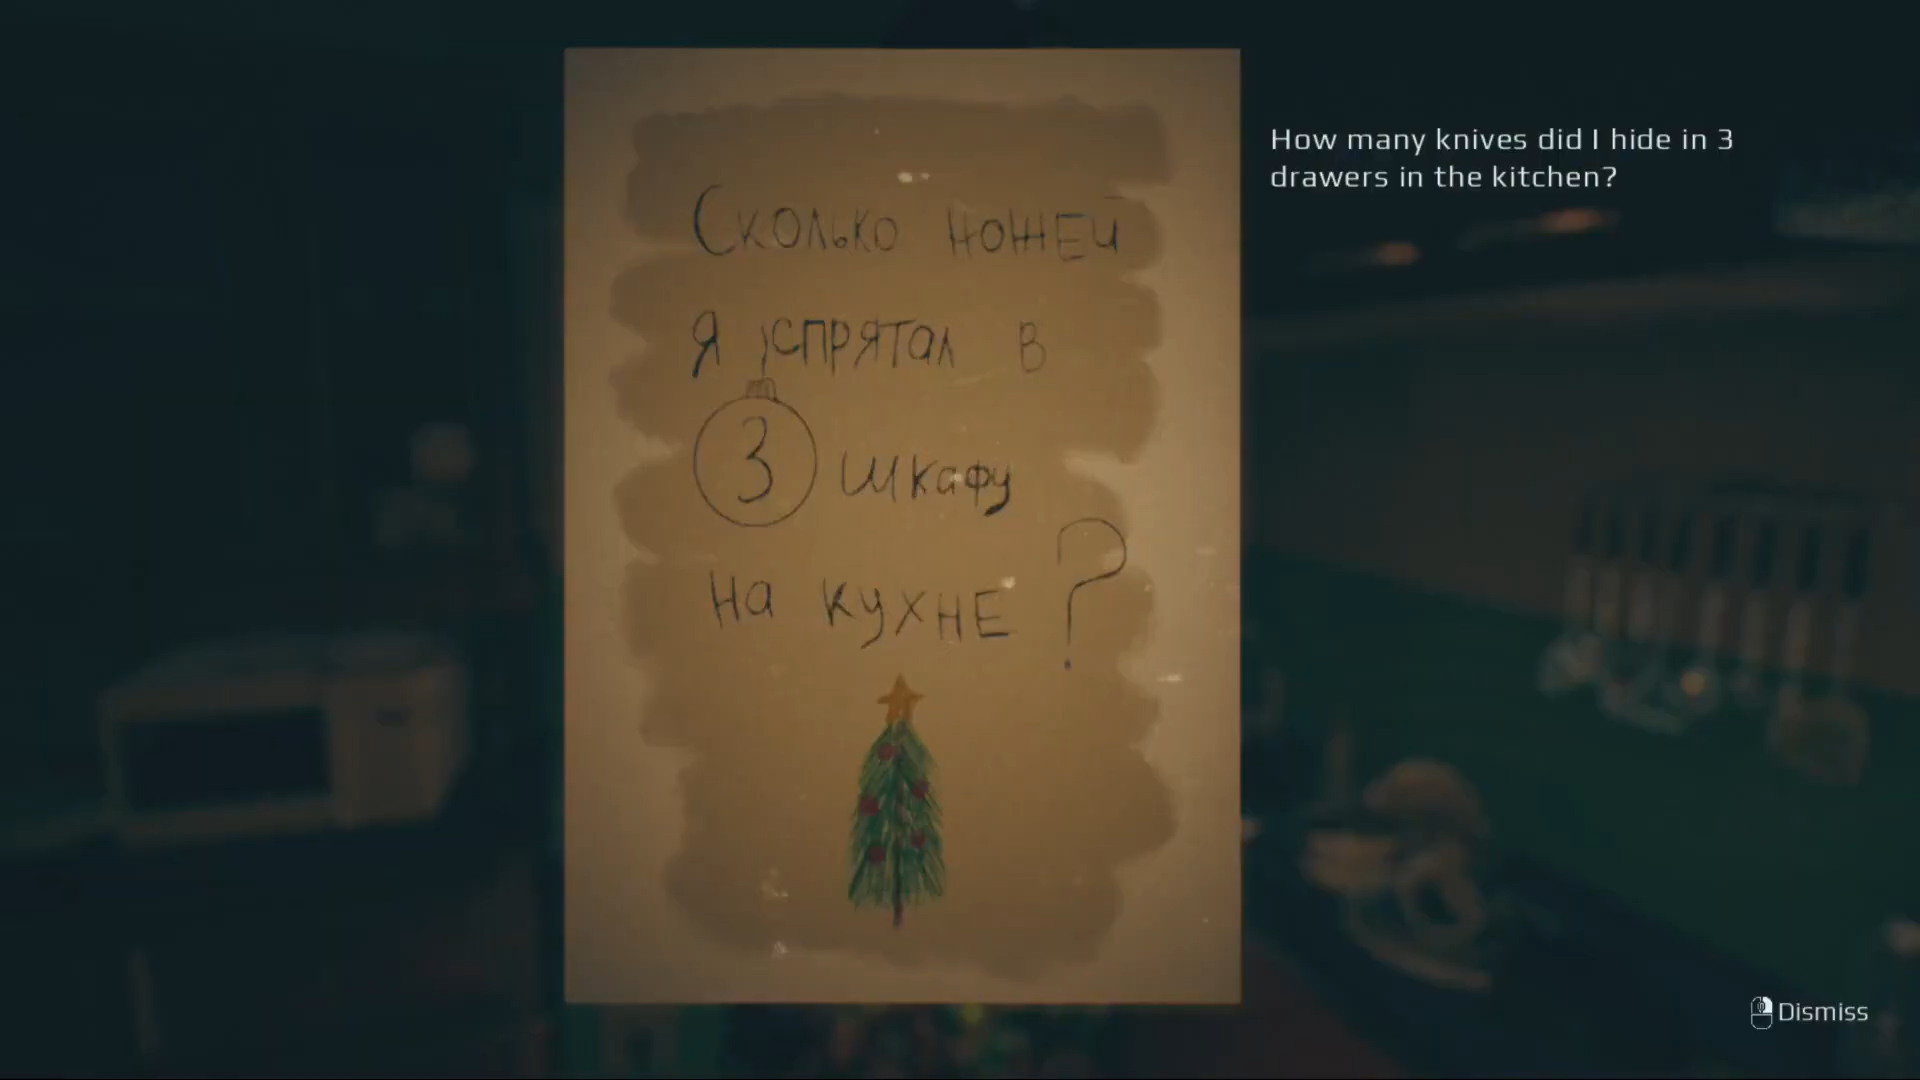 Сколько ножей
Я спрятал в
3 шкафу
на кухне ?
How many knives did I hide in 3
drawers in the kitchen?
Dismiss